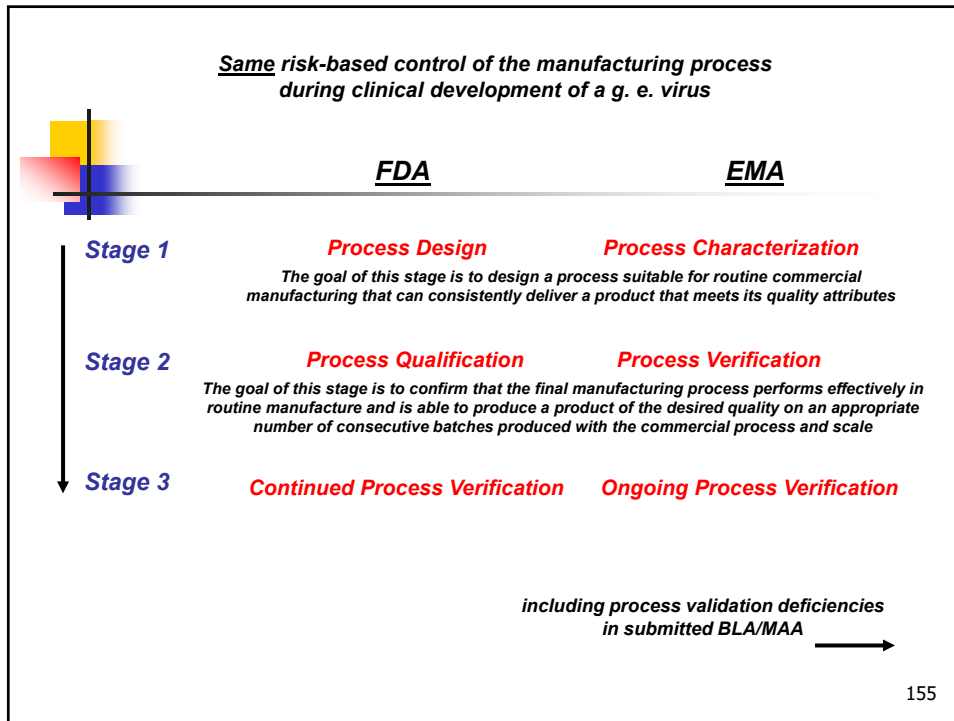 Same risk-based control of the manufacturing process
during clinical development of a g. e. virus
FDA EMA
Stage 1 Process Design Process Characterization
The goal of this stage is to design a process suitable for routine commercial
manufacturing that can consistently deliver a product that meets its quality attributes
Stage 2 Process Qualification Process Verification
The goal of this stage is to confirm that the final manufacturing process performs effectively in
routine manufacture and is able to produce a product of the desired quality on an appropriate
number of consecutive batches produced with the commercial process and scale
Stage 3 Continued Process Verification Ongoing Process Verification
including process validation deficiencies
in submitted BLA/MAA
155